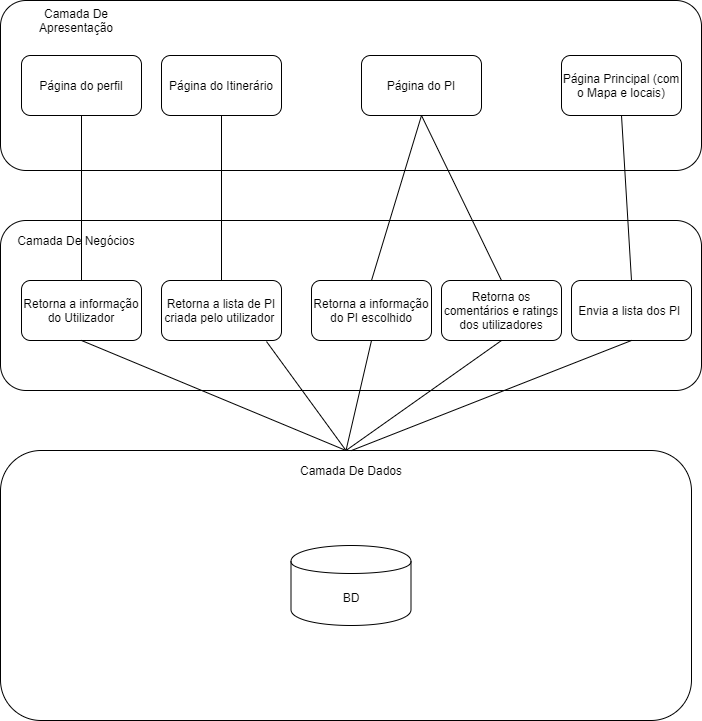 Camada De
Apresentação
Página do perfil
Página do Itinerário
Página do PI
Página Principal (com
o Mapa e locais)
Camada De Negócios
Retorna a informação
do Utilizador
Retorna a lista de PI
criada pelo utilizador
Retorna a informação
do PI escolhido
Retorna os
comentários e ratings
dos utilizadores
Envia a lista dos PI
Camada De Dados
BD